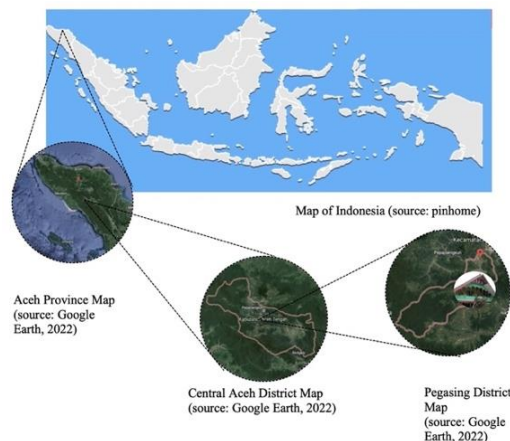 Map of Indonesia (source: pinhome)
Aceh Province Map
(source: Google
Earth, 2022)
Kecamatan
Central Aceh District Map
(source: Google Earth, 2022)
Pegasing District
Map
(source: Google
Earth, 2022)